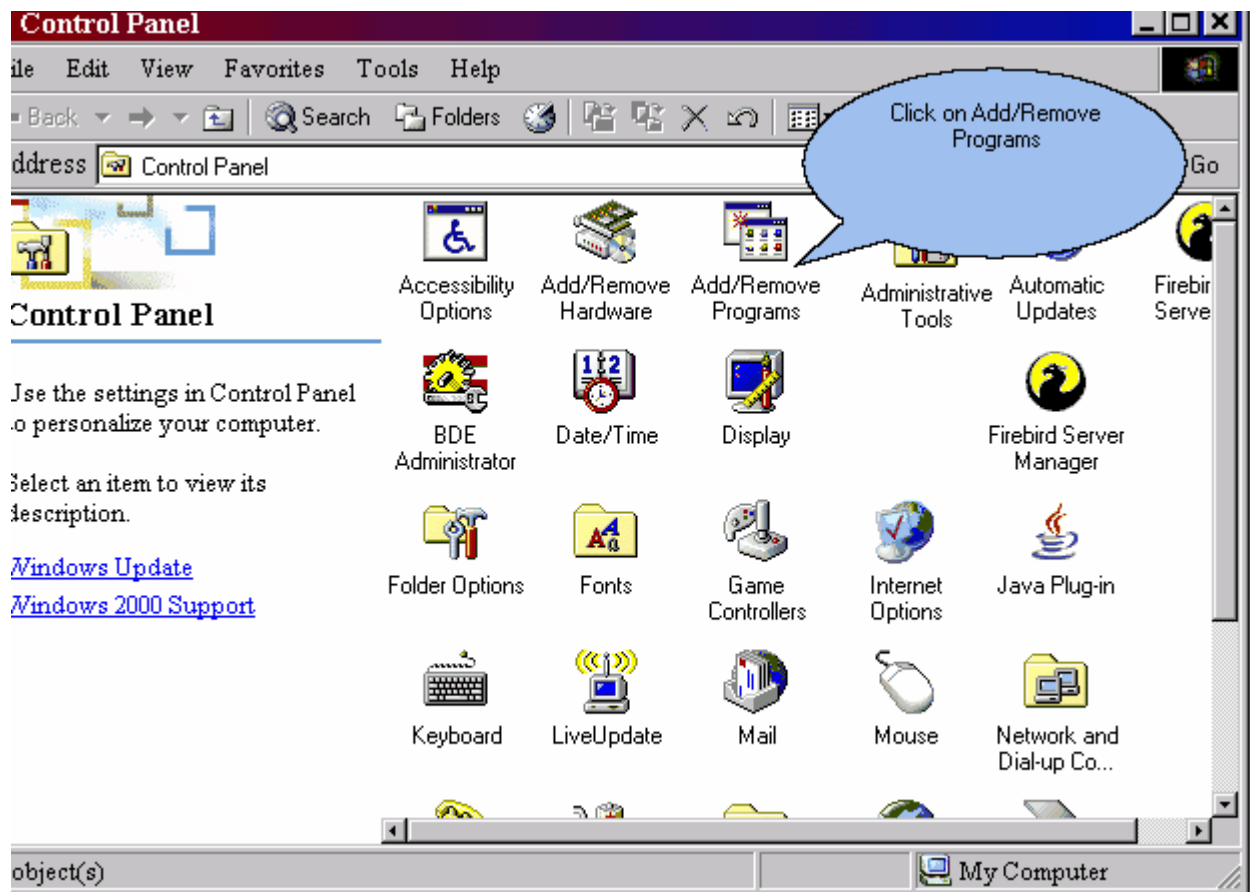 Control Panel
ile Edit View Favorites Tools Help
Back Search Folders
Click on Add/Remove
Programs
ddress Control Panel Go
Accessibility
Options
Add/Remove
Hardware
Add/Remove
Programs
Administrative
Tools
Automatic
Updates
Firebir
Serve
Control Panel
Use the settings in Control Panel
to personalize your computer.
Select an item to view its
description.
Windows Update
Windows 2000 Support
BDE
Administrator
Date/Time
Display
Firebird Server
Manager
Folder Options
Fonts
Game
Controllers
Internet
Options
Java Plug-in
Keyboard
LiveUpdate
Mail
Mouse
Network and
Dial-up Co...
object(s)
My Computer